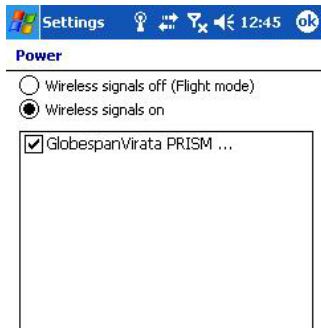 Settings 12:45 ok
Power
Wireless signals off (Flight mode)
Wireless signals on
GlobespanVirata PRISM ...